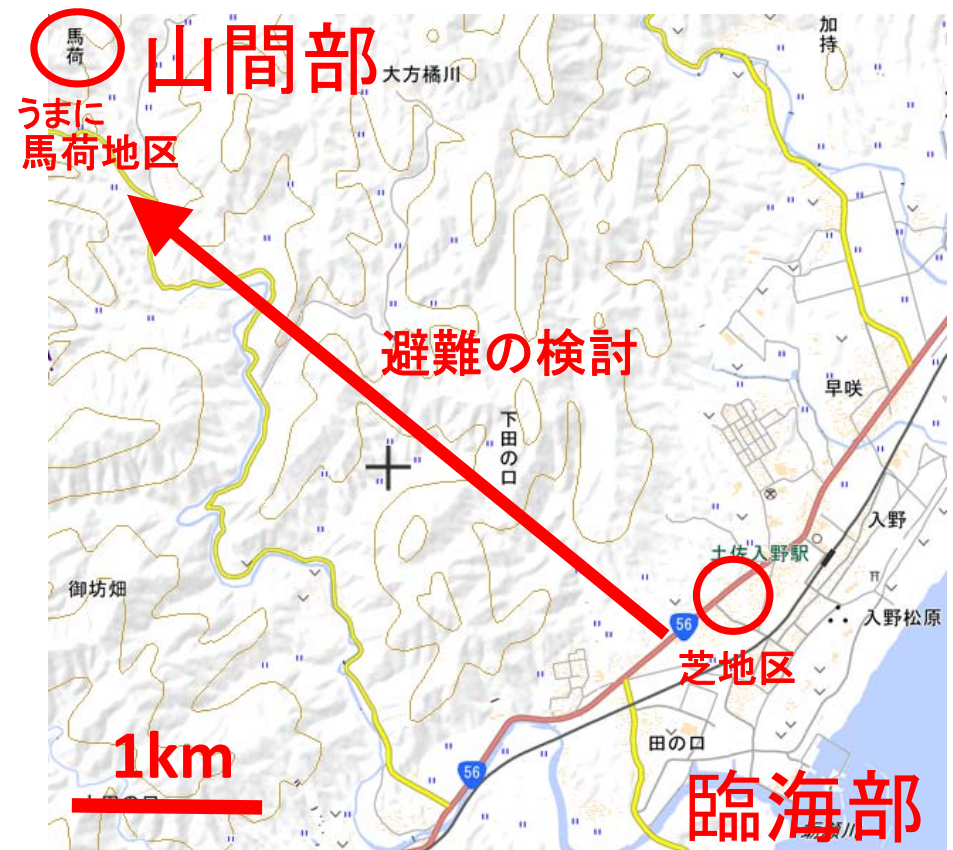 馬荷
山間部
大方橘川
加持
うまに
馬荷地区
避難の検討
早咲
下田の口
入野
土佐入野駅
御坊畑
56
入野松原
芝地区
田の口
1km
56
臨海部